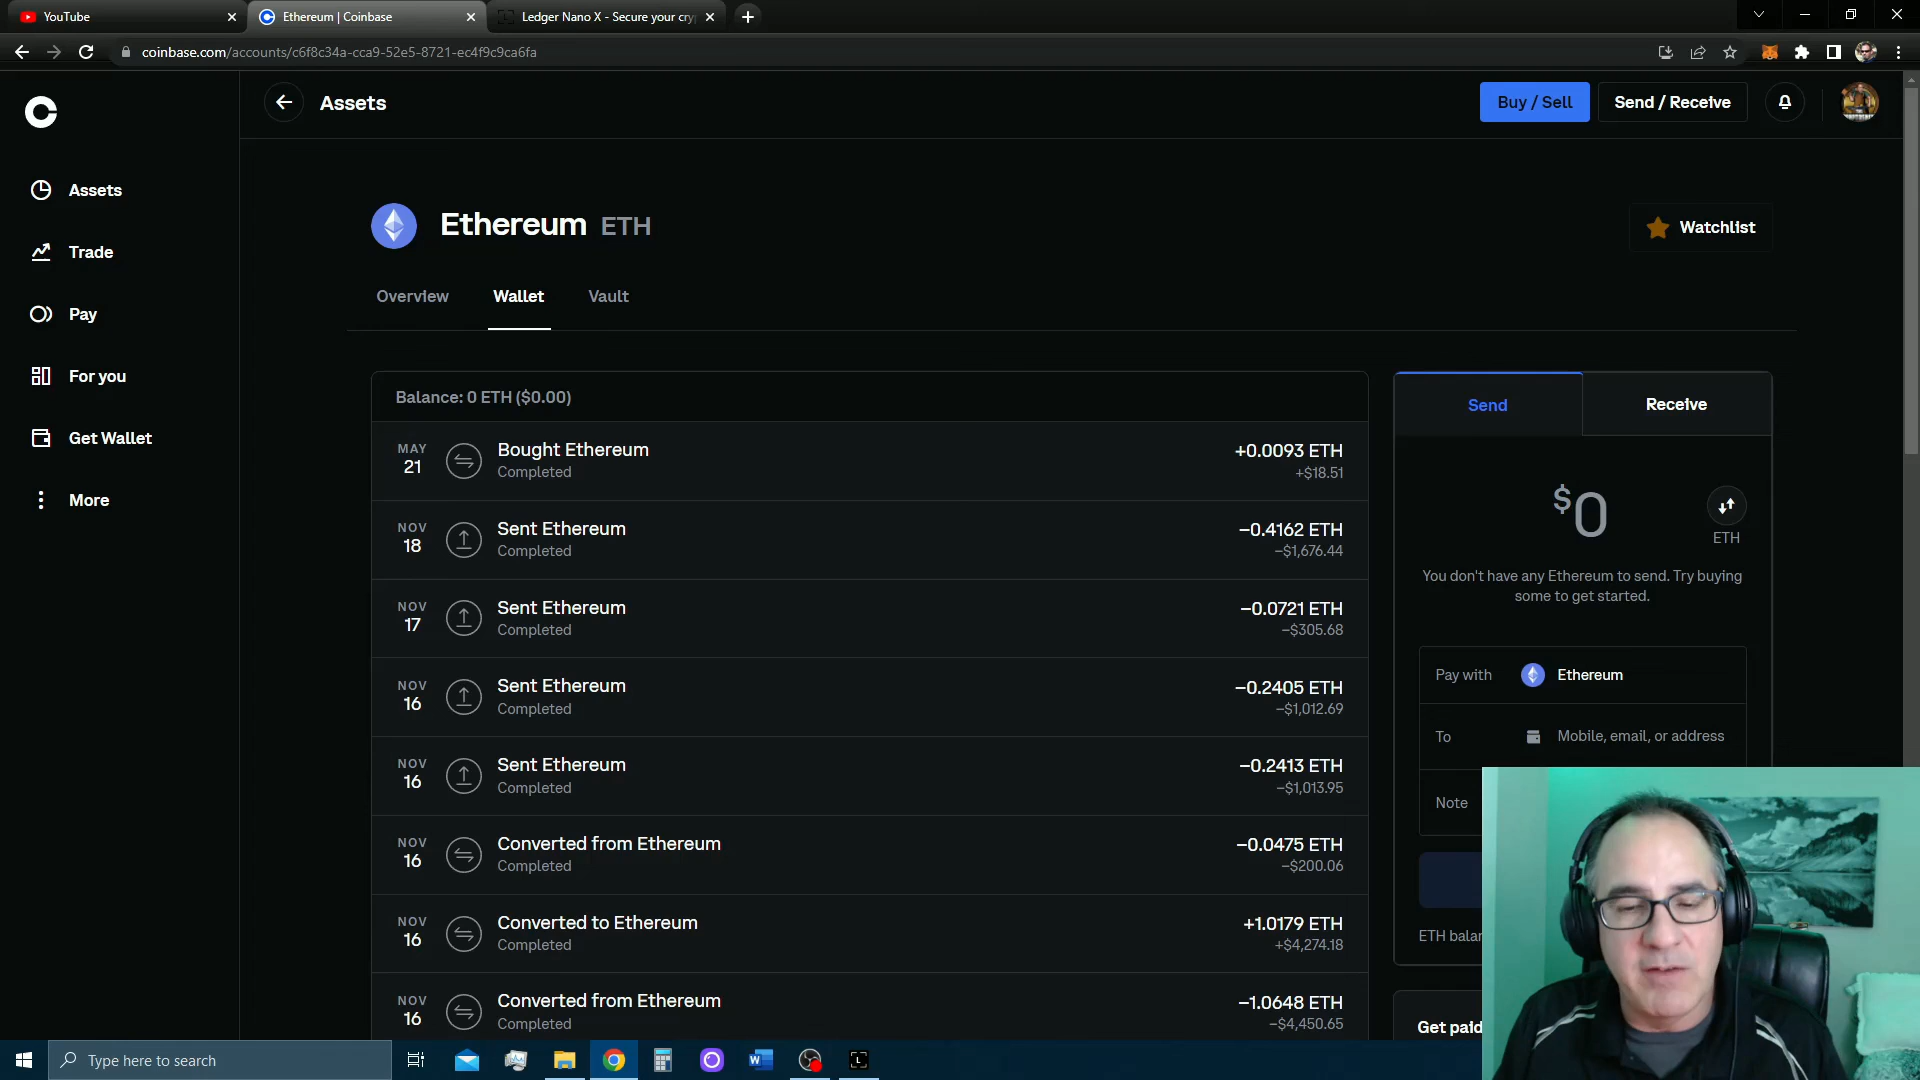 YouTube
Ethereum | Coinbase
Ledger Nano X - Secure your cry
coinbase.com/accounts/c6f8c34a-cca9-52e5-8721-ec4f9c9ca6fa
Assets
Buy / Sell
Send / Receive
Assets
Trade
Pay
For you
Get Wallet
More
Ethereum ETH
Watchlist
Overview
Wallet
Vault
Balance: 0 ETH ($0.00)
MAY
21
Bought Ethereum
Completed
+0.0093 ETH
+$18.51
NOV
18
Sent Ethereum
Completed
−0.4162 ETH
−$1,676.44
NOV
17
Sent Ethereum
Completed
−0.0721 ETH
−$305.68
NOV
16
Sent Ethereum
Completed
−0.2405 ETH
−$1,012.69
NOV
16
Sent Ethereum
Completed
−0.2413 ETH
−$1,013.95
NOV
16
Converted from Ethereum
Completed
−0.0475 ETH
−$200.06
NOV
16
Converted to Ethereum
Completed
+1.0179 ETH
+$4,274.18
NOV
16
Converted from Ethereum
Completed
−1.0648 ETH
−$4,450.65
Send
Receive
$0
ETH
You don't have any Ethereum to send. Try buying
some to get started.
Pay with
Ethereum
To
Mobile, email, or address
Note
ETH balan
Get paid
Type here to search